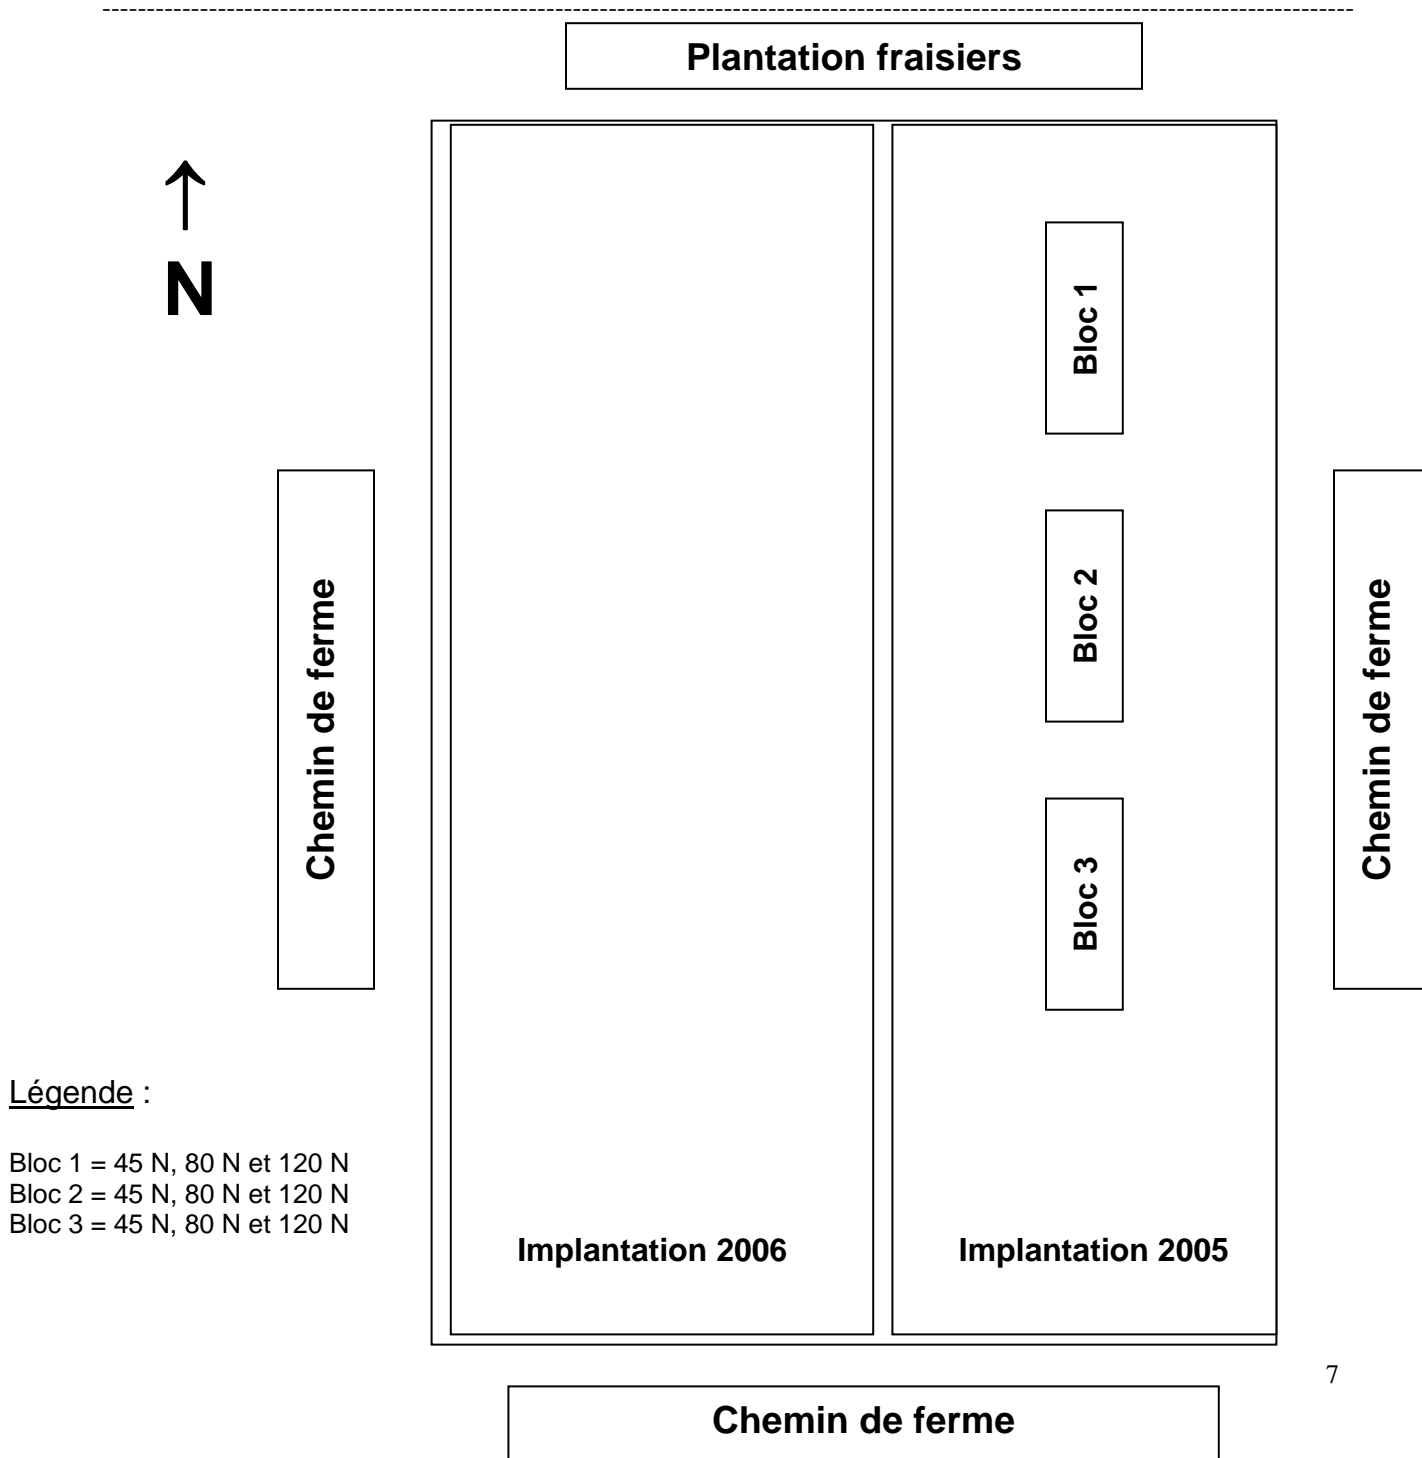 Plantation fraisiers
N
Bloc 1
Bloc 2
Bloc 3
Chemin de ferme
Chemin de ferme
Légende :
Bloc 1 = 45 N, 80 N et 120 N
Bloc 2 = 45 N, 80 N et 120 N
Bloc 3 = 45 N, 80 N et 120 N
Implantation 2006
Implantation 2005
7
Chemin de ferme